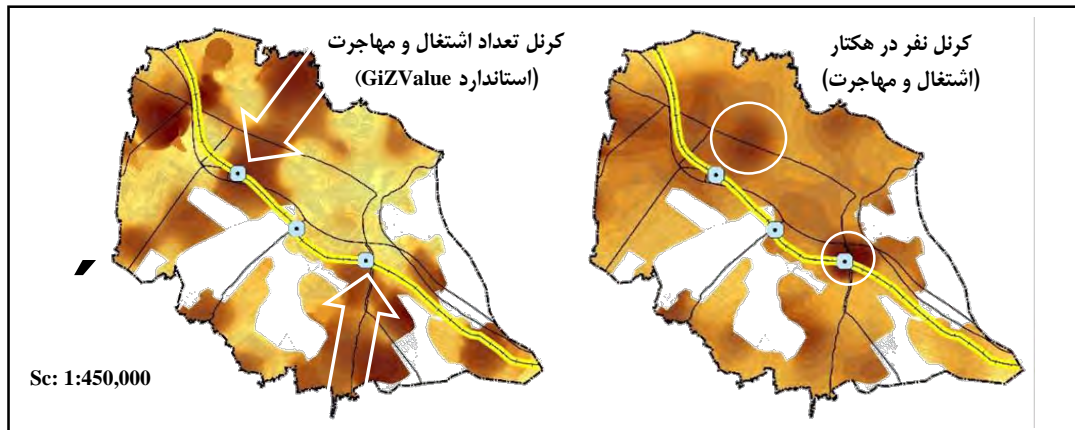 کرنل نفر در هکتار
(اشتغال و مهاجرت)
کرنل تعداد اشتغال و مهاجرت
(استاندارد GiZValue)
Sc: 1:450,000